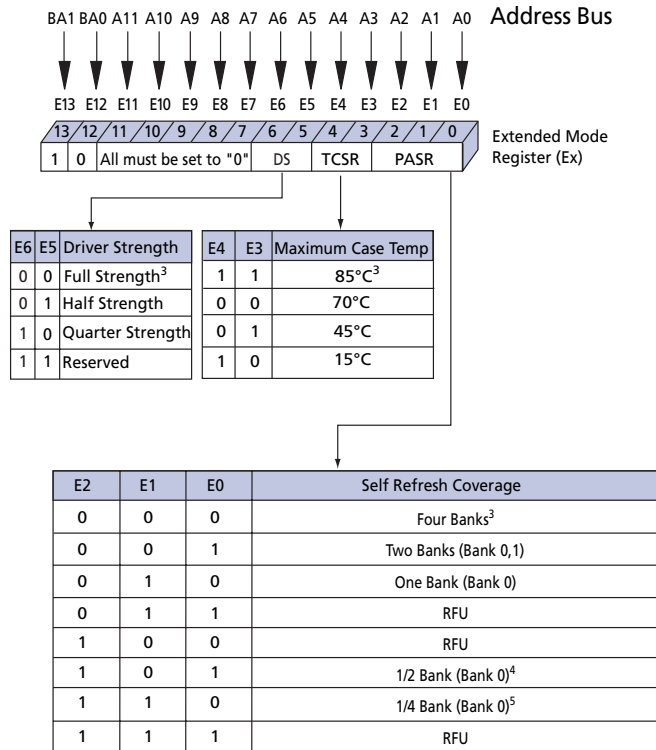 BA1 BA0 A11 A10 A9 A8 A7 A6 A5 A4 A3 A2 A1 A0 Address Bus
E13 E12 E11 E10 E9 E8 E7 E6 E5 E4 E3 E2 E1 E0
13 12 11 10 9 8 7 6 5 4 3 2 1 0
Extended Mode
Register (Ex)
1 0 All must be set to "0" DS TCSR PASR
E6 E5 Driver Strength
0 0 Full Strength³
0 1 Half Strength
1 0 Quarter Strength
1 1 Reserved
E4 E3 Maximum Case Temp
1 1 85°C³
0 0 70°C
0 1 45°C
1 0 15°C
E2 E1 E0 Self Refresh Coverage
0 0 0 Four Banks³
0 0 1 Two Banks (Bank 0,1)
0 1 0 One Bank (Bank 0)
0 1 1 RFU
1 0 0 RFU
1 0 1 1/2 Bank (Bank 0)⁴
1 1 0 1/4 Bank (Bank 0)⁵
1 1 1 RFU